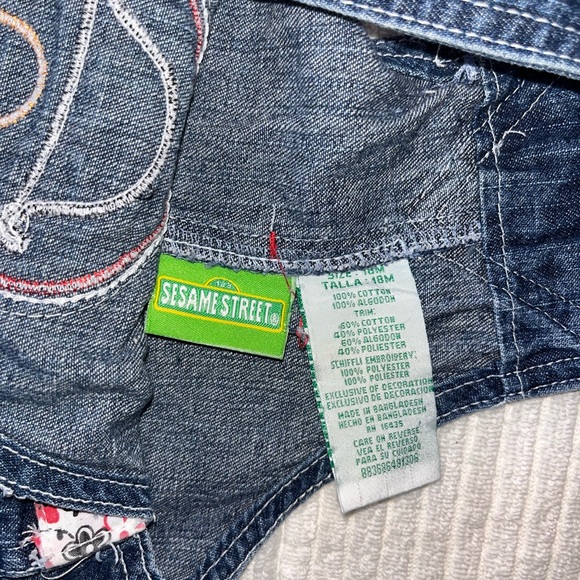 123
SESAME STREET
SIZE : 18M
TALLA : 18M
100% COTTON
100% ALGODON
TRIM:
60% COTTON
40% POLYESTER
60% ALGODON
40% POLIESTER
SCHIFFLI EMBROIDERY:
100% POLYESTER
100% POLIESTER
EXCLUSIVE OF DECORATION
EXCLUSIVO DE DECORACION
MADE IN BANGLADESH
HECHO EN BANGLADESH
RN 16435
CARE ON REVERSE
VEA EL REVERSO
PARA SU CUIDADO
883686481306